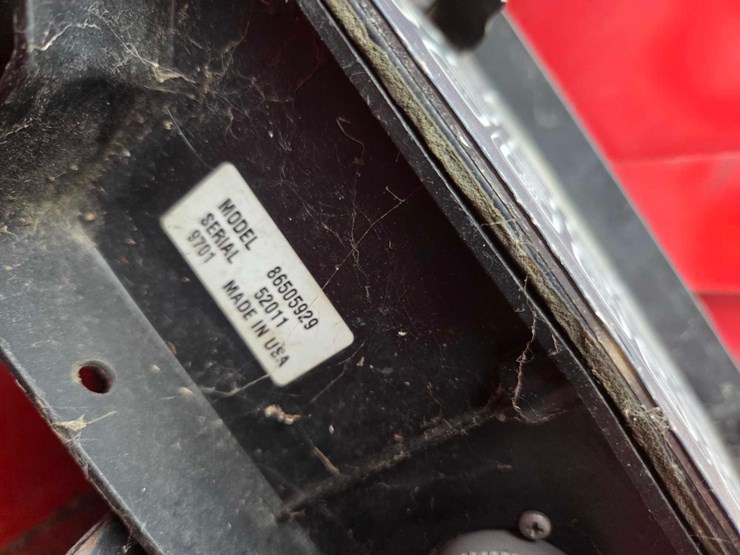 MODEL 86505929
SERIAL 52011
9701 MADE IN USA